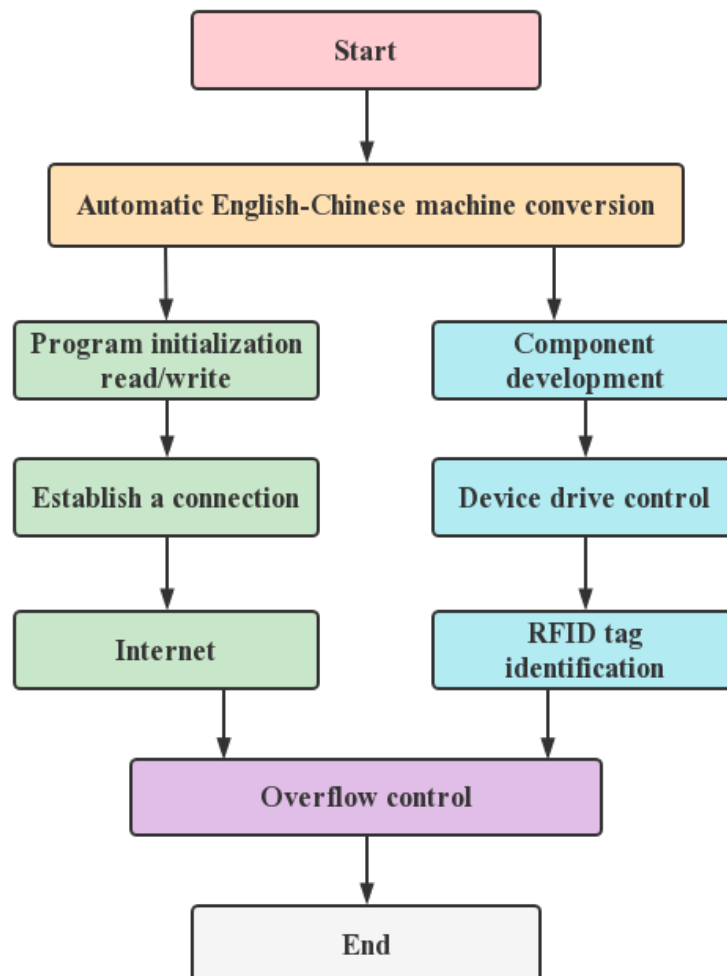 Start
Automatic English-Chinese machine conversion
Program initialization
read/write
Component
development
Establish a connection
Device drive control
Internet
RFID tag
identification
Overflow control
End